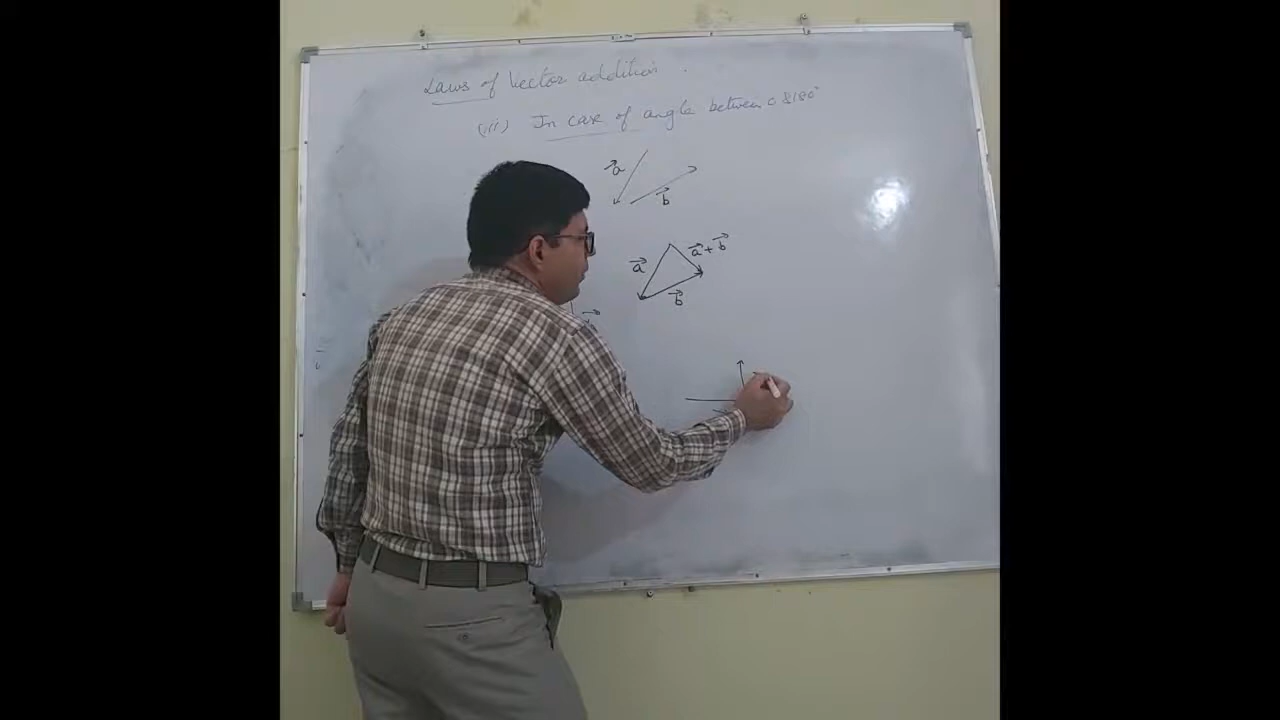 Laws of Vector addition
(iii) In case of angle between 0 & 180°
a⃗
b⃗
a⃗ a⃗ + b⃗
b⃗